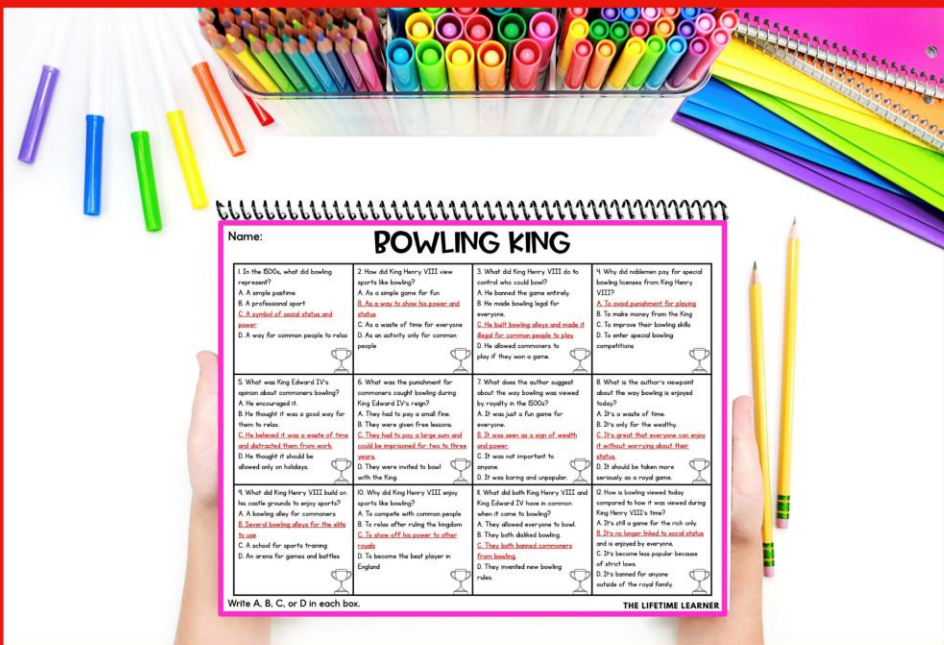 Name:
BOWLING KING
1. In the 1500s, what did bowling
represent?
A. A simple pastime
B. A professional sport
C. A symbol of social status and
power
D. A way for common people to relax
2. How did King Henry VIII view
sports like bowling?
A. As a simple game for fun
B. As a way to show his power and
status
C. As a waste of time for everyone
D. As an activity only for common
people
3. What did King Henry VIII do to
control who could bowl?
A. He banned the game entirely.
B. He made bowling legal for
everyone.
C. He built bowling alleys and made it
illegal for common people to play.
D. He allowed commoners to
play if they won a game.
4. Why did noblemen pay for special
bowling licenses from King Henry
VIII?
A. To avoid punishment for playing
B. To make money from the King
C. To improve their bowling skills
D. To enter special bowling
competitions
5. What was King Edward IV's
opinion about commoners bowling?
A. He encouraged it.
B. He thought it was a good way for
them to relax.
C. He believed it was a waste of time
and distracted them from work.
D. He thought it should be
allowed only on holidays.
6. What was the punishment for
commoners caught bowling during
King Edward IV's reign?
A. They had to pay a small fine.
B. They were given free lessons.
C. They had to pay a large sum and
could be imprisoned for two to three
years.
D. They were invited to bowl
with the King.
7. What does the author suggest
about the way bowling was viewed
by royalty in the 1500s?
A. It was just a fun game for
everyone.
B. It was seen as a sign of wealth
and power.
C. It was not important to
anyone.
D. It was boring and unpopular.
8. What is the author's viewpoint
about the way bowling is enjoyed
today?
A. It's a waste of time.
B. It's only for the wealthy.
C. It's great that everyone can enjoy
it without worrying about their
status.
D. It should be taken more
seriously as a royal game.
9. What did King Henry VIII build on
his castle grounds to enjoy sports?
A. A bowling alley for commoners
B. Several bowling alleys for the elite
to use
C. A school for sports training
D. An arena for games and battles
10. Why did King Henry VIII enjoy
sports like bowling?
A. To compete with common people
B. To relax after ruling the kingdom
C. To show off his power to other
royals
D. To become the best player in
England
11. What did both King Henry VIII and
King Edward IV have in common
when it came to bowling?
A. They allowed everyone to bowl.
B. They both disliked bowling.
C. They both banned commoners
from bowling.
D. They invented new bowling
rules.
12. How is bowling viewed today
compared to how it was viewed during
King Henry VIII's time?
A. It's still a game for the rich only.
B. It's no longer linked to social status
and is enjoyed by everyone.
C. It's become less popular because
of strict laws.
D. It's banned for anyone
outside of the royal family.
Write A, B, C, or D in each box.
THE LIFETIME LEARNER